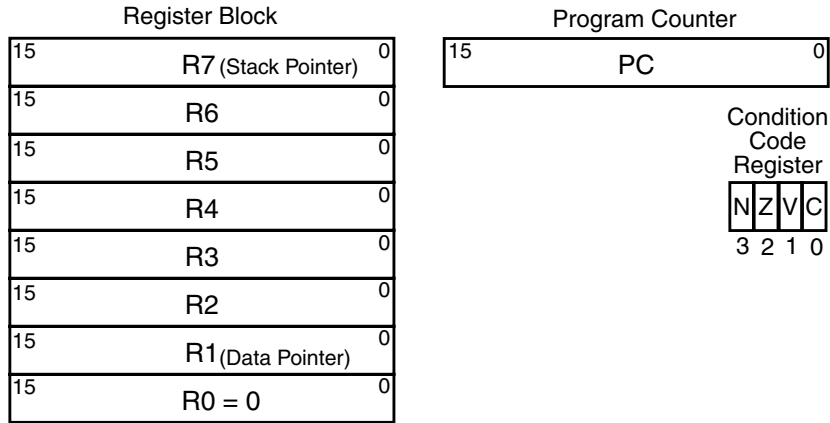 Register Block
15 R7 (Stack Pointer) 0
15 R6 0
15 R5 0
15 R4 0
15 R3 0
15 R2 0
15 R1 (Data Pointer) 0
15 R0 = 0 0
Program Counter
15 PC 0
Condition
Code
Register
N Z V C
3 2 1 0